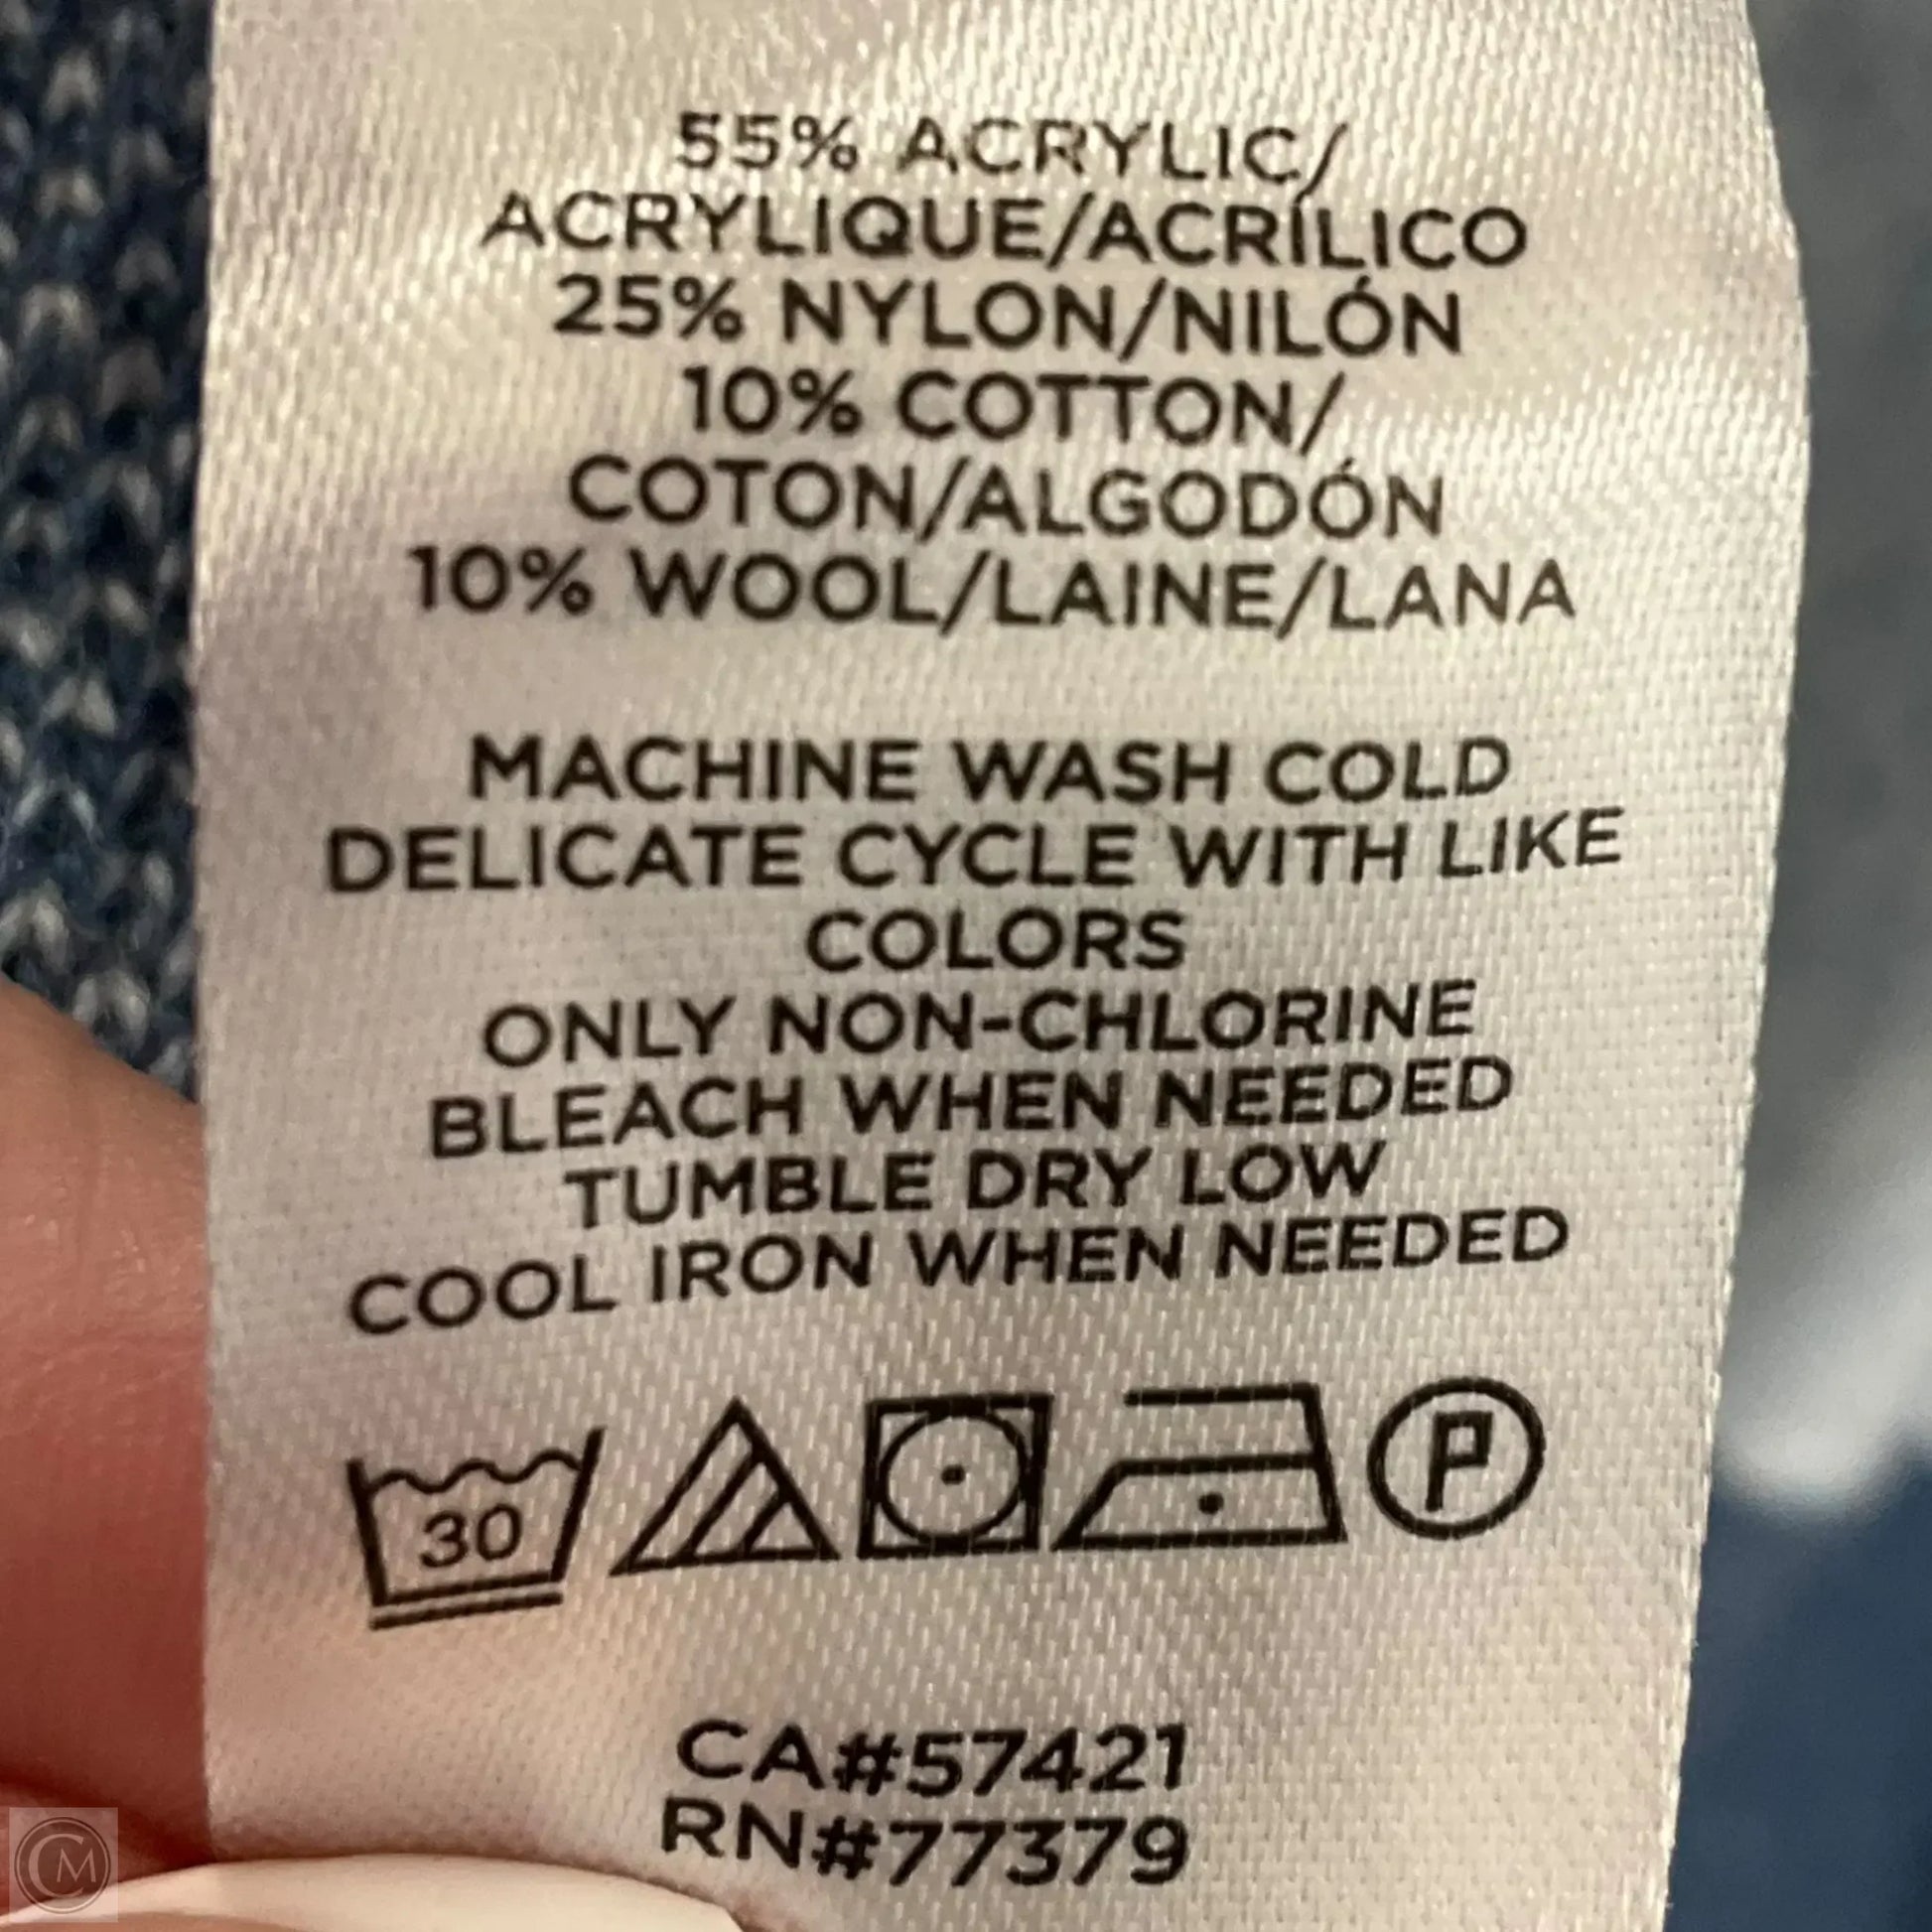 55% ACRYLIC/
ACRYLIQUE/ACRÍLICO
25% NYLON/NILÓN
10% COTTON/
COTON/ALGODÓN
10% WOOL/LAINE/LANA
MACHINE WASH COLD
DELICATE CYCLE WITH LIKE
COLORS
ONLY NON-CHLORINE
BLEACH WHEN NEEDED
TUMBLE DRY LOW
COOL IRON WHEN NEEDED
30 P
CA#57421
RN#77379
CM